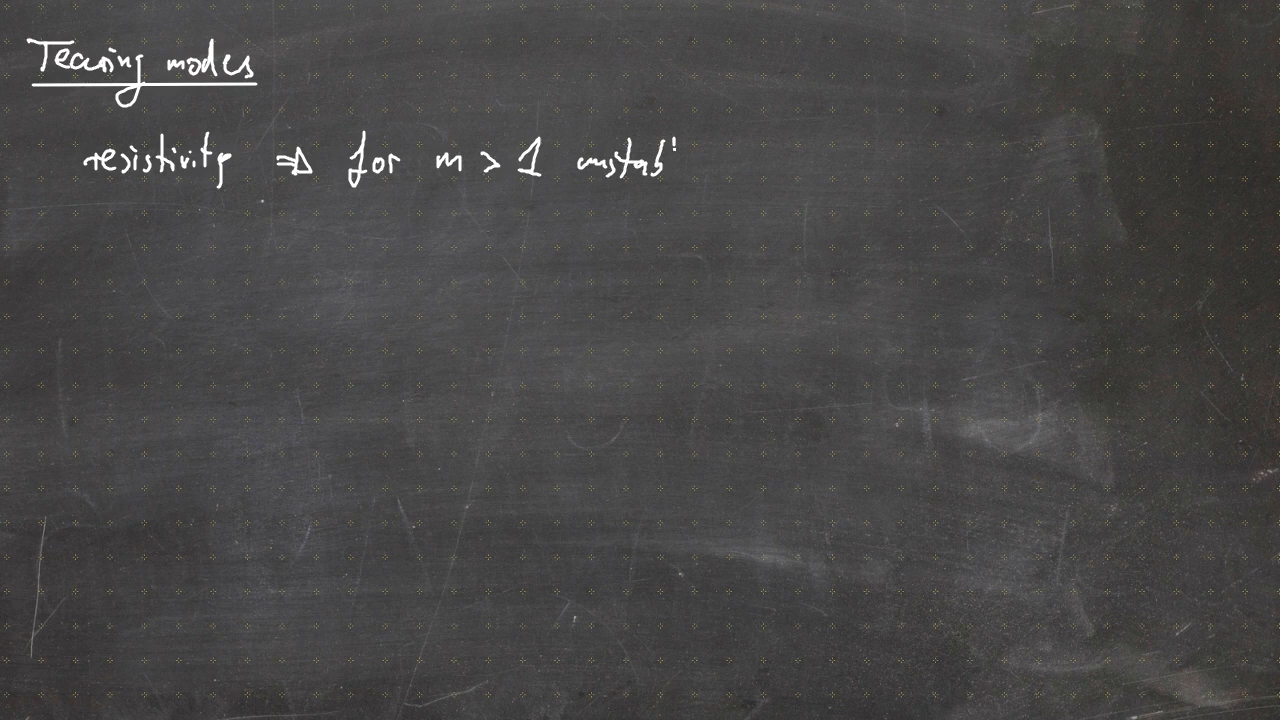 Tearing modes
resistivity ⇒ for m > 1 unstab